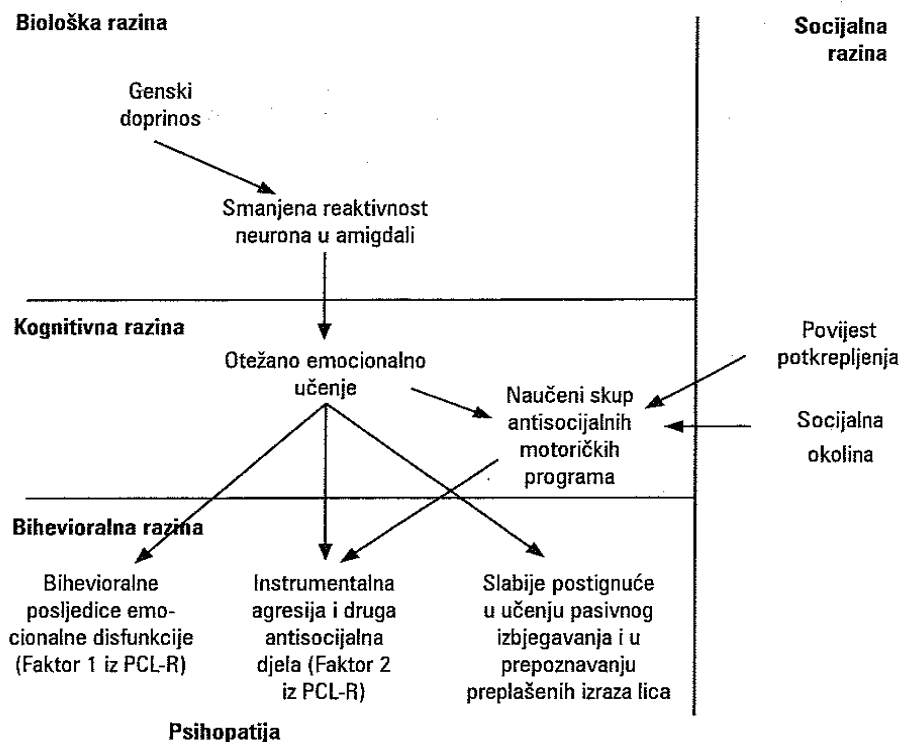 Biološka razina
Socijalna
razina
Genski
doprinos
Smanjena reaktivnost
neurona u amigdali
Kognitivna razina
Otežano emocionalno
učenje
Naučeni skup
antisocijalnih
motoričkih
programa
Povijest
potkrepljenja
Socijalna
okolina
Bihevioralna razina
Bihevioralne
posljedice emo-
cionalne disfunkcije
(Faktor 1 iz PCL-R)
Instrumentalna
agresija i druga
antisocijalna
djela (Faktor 2
iz PCL-R)
Slabije postignuće
u učenju pasivnog
izbjegavanja i u
prepoznavanju
preplašenih izraza lica
Psihopatija